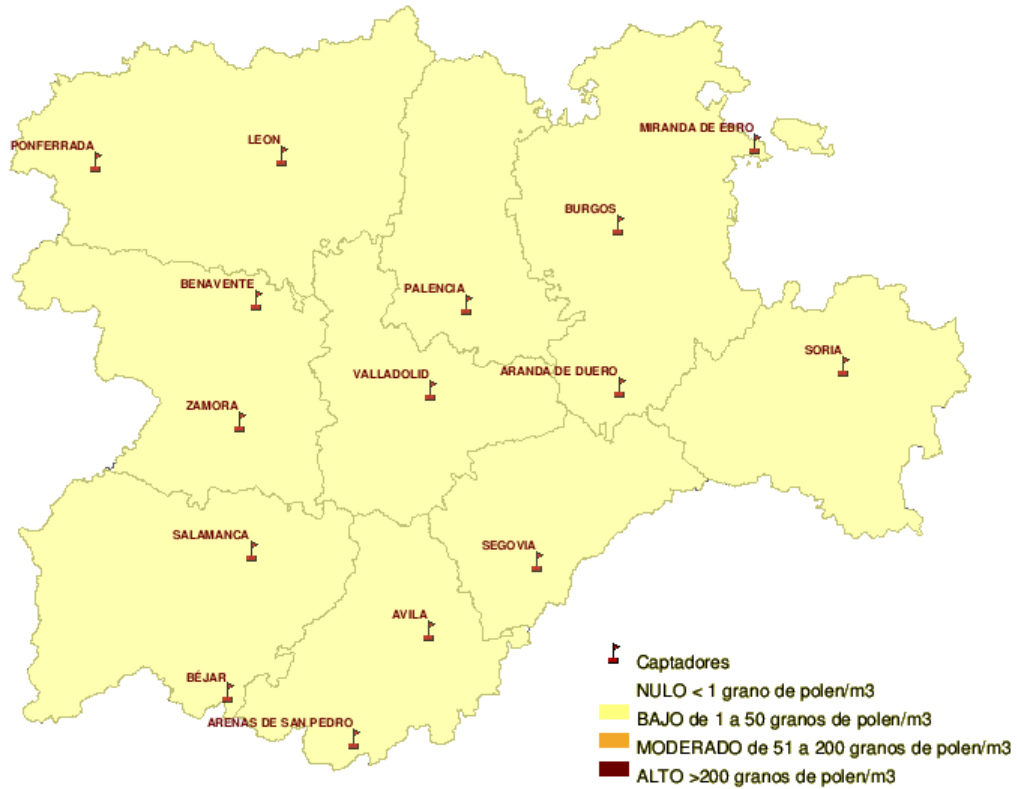 MIRANDA DE EBRO
LEON
PONFERRADA
BURGOS
BENAVENTE
PALENCIA
SORIA
VALLADOLID
ARANDA DE DUERO
ZAMORA
SALAMANCA
SEGOVIA
AVILA
BÉJAR
ARENAS DE SAN PEDRO
Captadores
NULO < 1 grano de polen/m3
BAJO de 1 a 50 granos de polen/m3
MODERADO de 51 a 200 granos de polen/m3
ALTO >200 granos de polen/m3